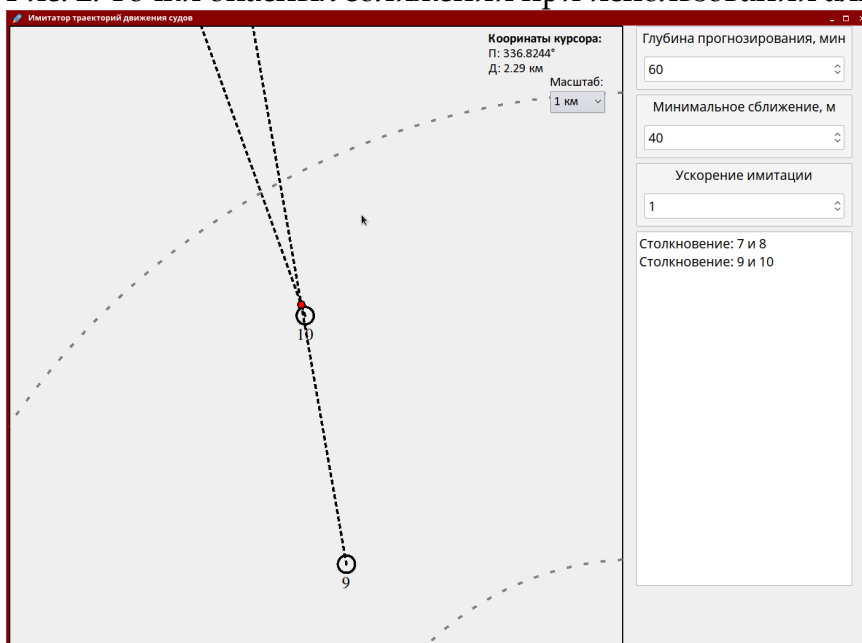 Имитатор траекторий движения судов
Кооринаты курсора:
П: 336.8244°
Д: 2.29 км
Масштаб:
1 км
10
9
Глубина прогнозирования, мин
60
Минимальное сближение, м
40
Ускорение имитации
1
Столкновение: 7 и 8
Столкновение: 9 и 10